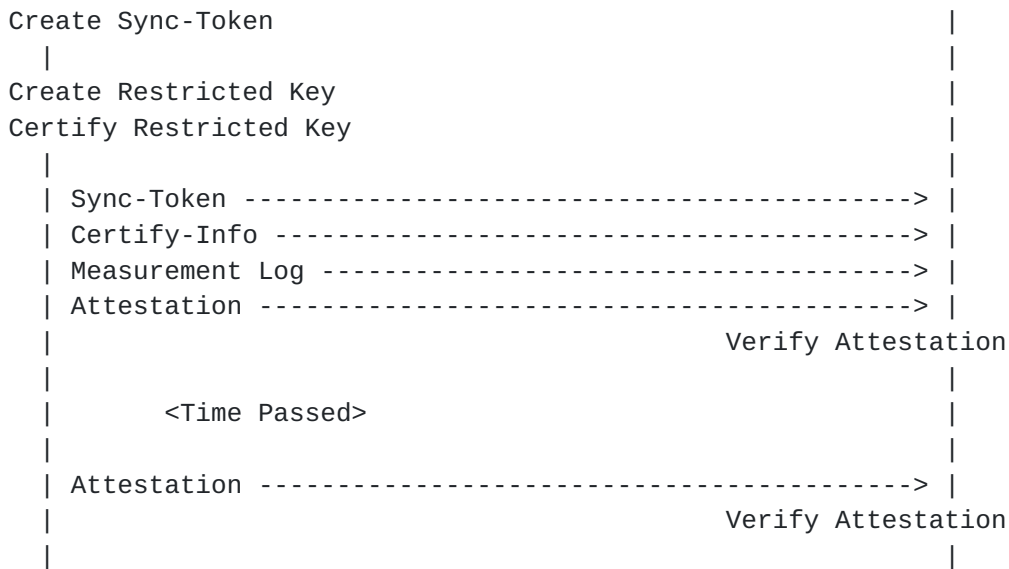 Create Sync-Token                                           |
  |                                                         |
Create Restricted Key                                       |
Certify Restricted Key                                      |
  |                                                         |
  | Sync-Token -------------------------------------------> |
  | Certify-Info -----------------------------------------> |
  | Measurement Log --------------------------------------> |
  | Attestation ------------------------------------------> |
  |                                           Verify Attestation
  |                                                         |
  |       <Time Passed>                                     |
  |                                                         |
  | Attestation ------------------------------------------> |
  |                                           Verify Attestation
  |                                                         |